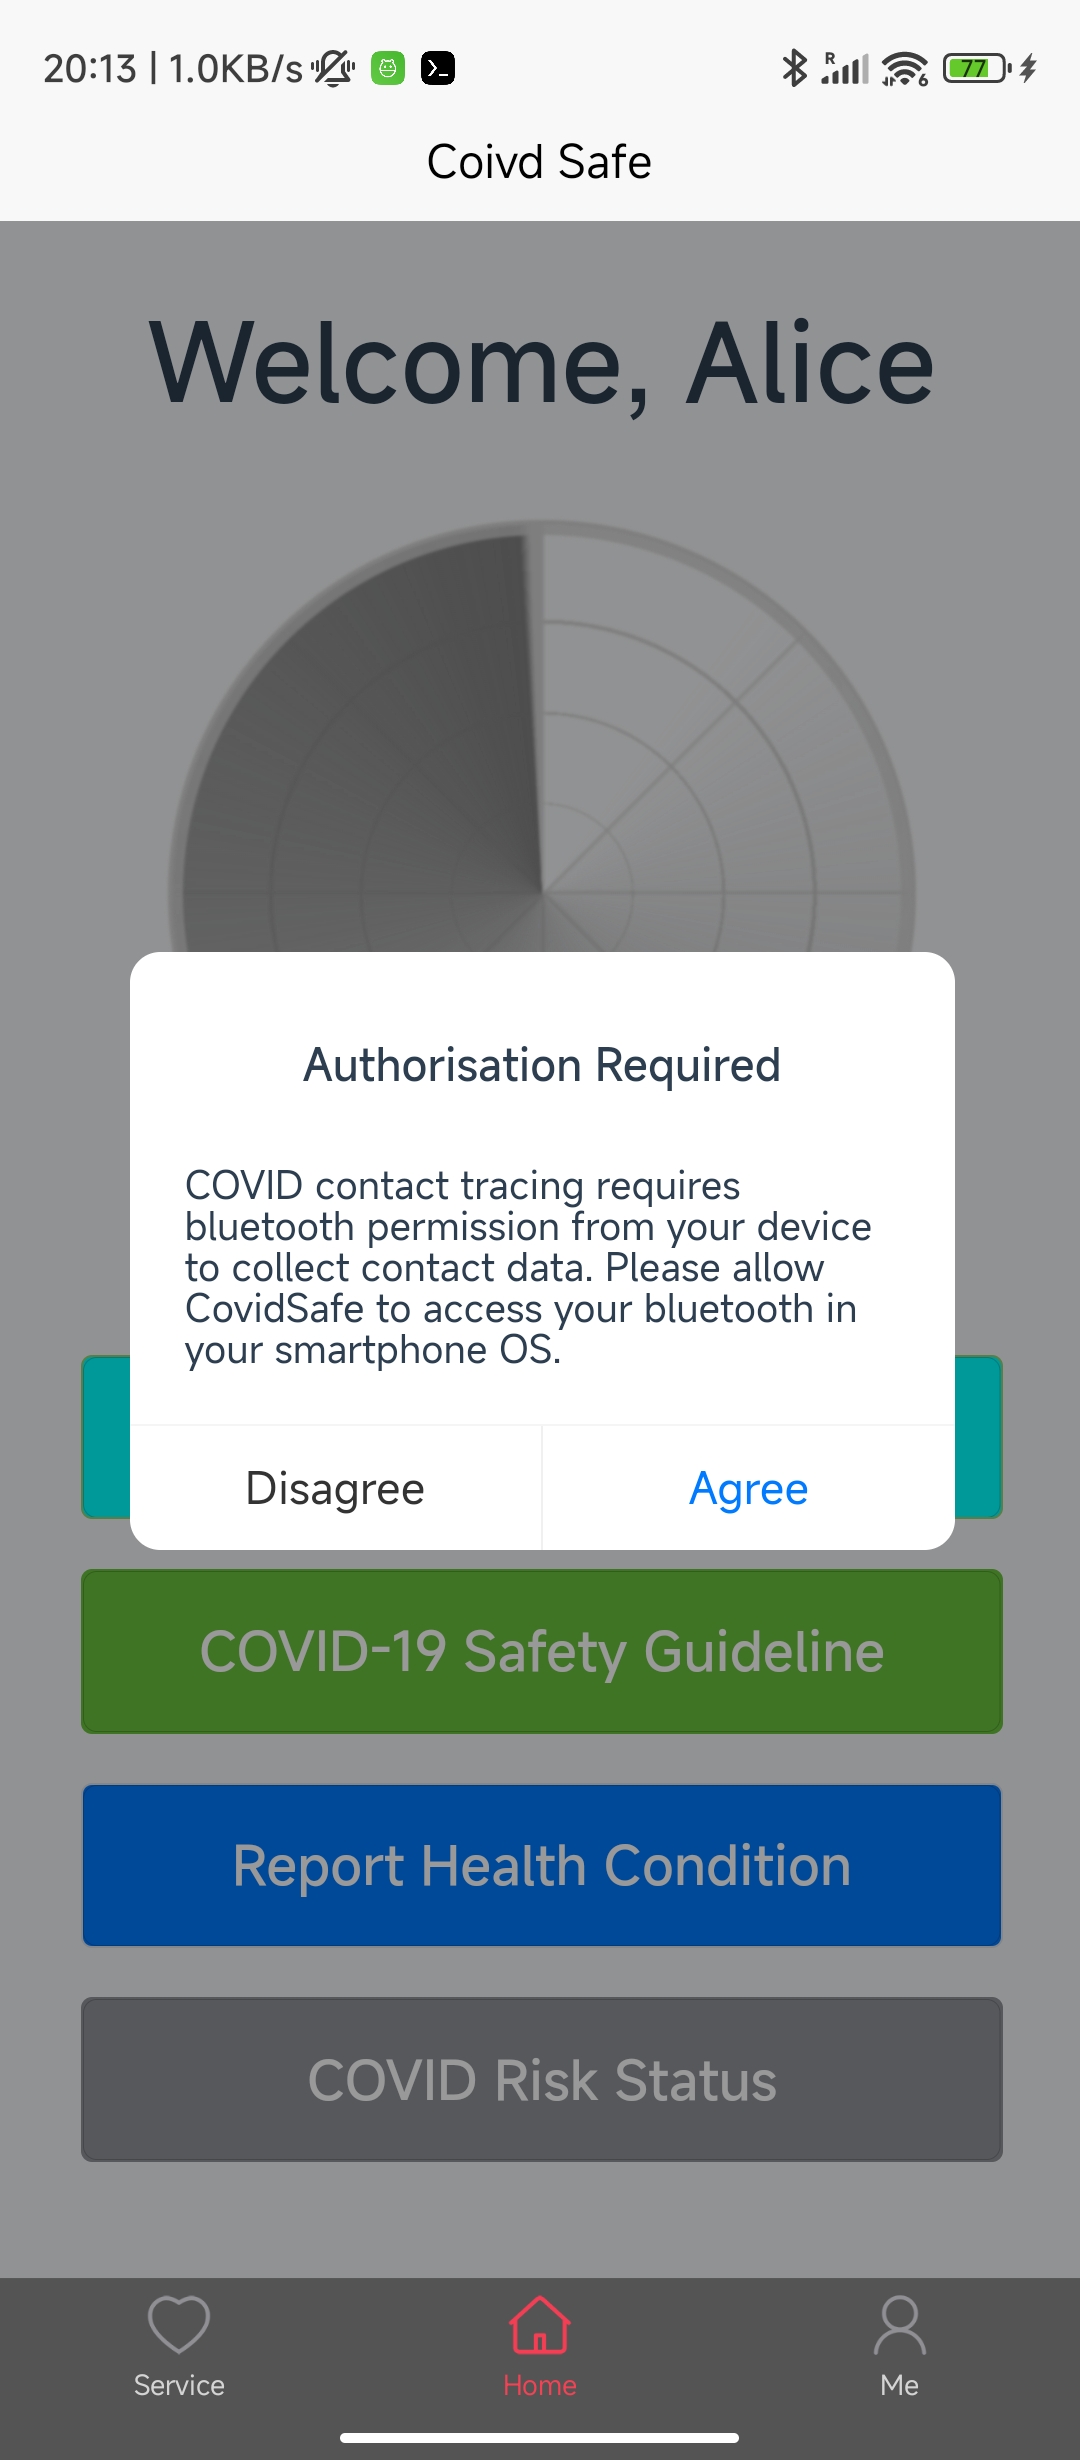 20:13 | 1.0KB/s R 6 77
Coivd Safe
Welcome, Alice
Authorisation Required
COVID contact tracing requires
bluetooth permission from your device
to collect contact data. Please allow
CovidSafe to access your bluetooth in
your smartphone OS.
Disagree Agree
COVID-19 Safety Guideline
Report Health Condition
COVID Risk Status
Service Home Me